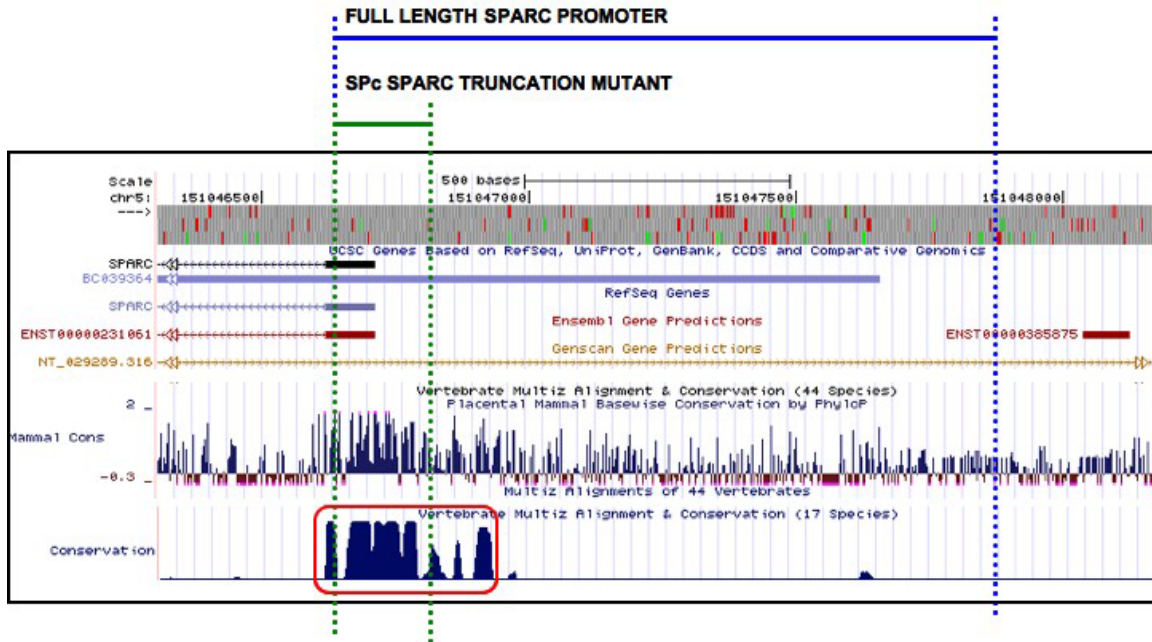 FULL LENGTH SPARC PROMOTER
SPc SPARC TRUNCATION MUTANT
Scale 500 bases
chr5: 151046500 151047000 151047500 151048000
--->
UCSC Genes Based on RefSeq, UniProt, GenBank, CCDS and Comparative Genomics
SPARC
BC039364
RefSeq Genes
SPARC
Ensembl Gene Predictions
ENST00000231061 ENST00000385875
Genscan Gene Predictions
NT_029289.316
Vertebrate Multiz Alignment & Conservation (44 Species)
Placental Mammal Basewise Conservation by PhyloP
2 _
Mammal Cons
-0.3 _
Multiz Alignments of 44 Vertebrates
Vertebrate Multiz Alignment & Conservation (17 Species)
Conservation